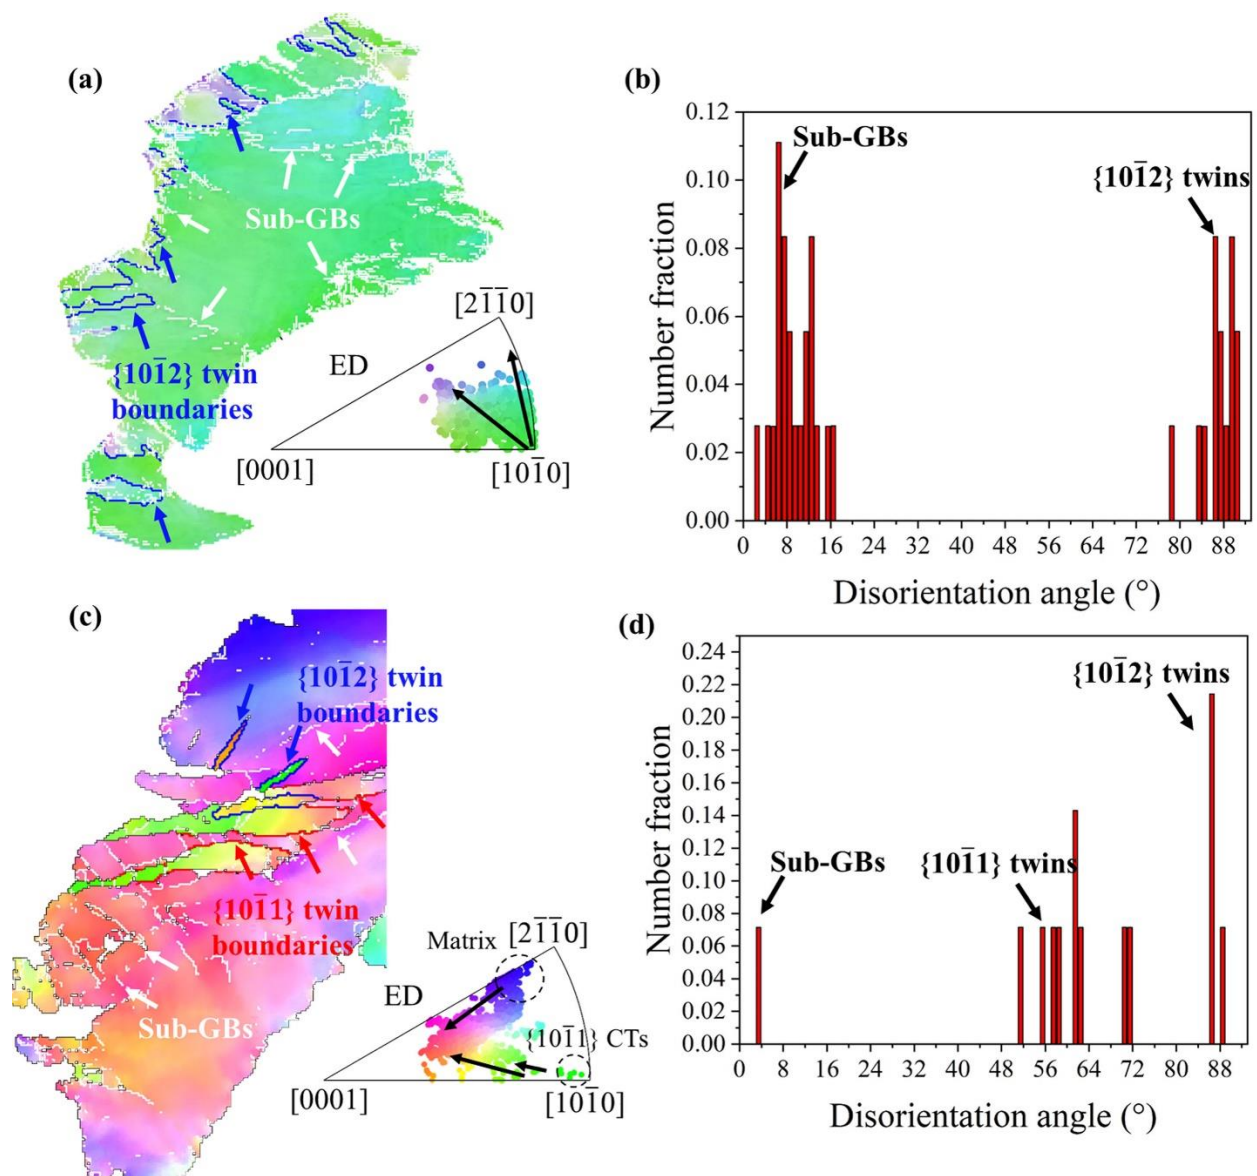 (a)
Sub-GBs
{101̅2} twin
boundaries
ED
[21̅1̅0]
[0001]
[101̅0]
(b)
Number fraction
0.12
0.10
0.08
0.06
0.04
0.02
0.00
Sub-GBs
{101̅2} twins
0 8 16 24 32 40 48 56 64 72 80 88
Disorientation angle (°)
(c)
{101̅2} twin
boundaries
{101̅1} twin
boundaries
Sub-GBs
Matrix
[21̅1̅0]
ED
{101̅1} CTs
[0001]
[101̅0]
(d)
Number fraction
0.24
0.22
0.20
0.18
0.16
0.14
0.12
0.10
0.08
0.06
0.04
0.02
0.00
{101̅2}
twins
Sub-GBs
{101̅1}
twins
0 8 16 24 32 40 48 56 64 72 80 88
Disorientation angle (°)